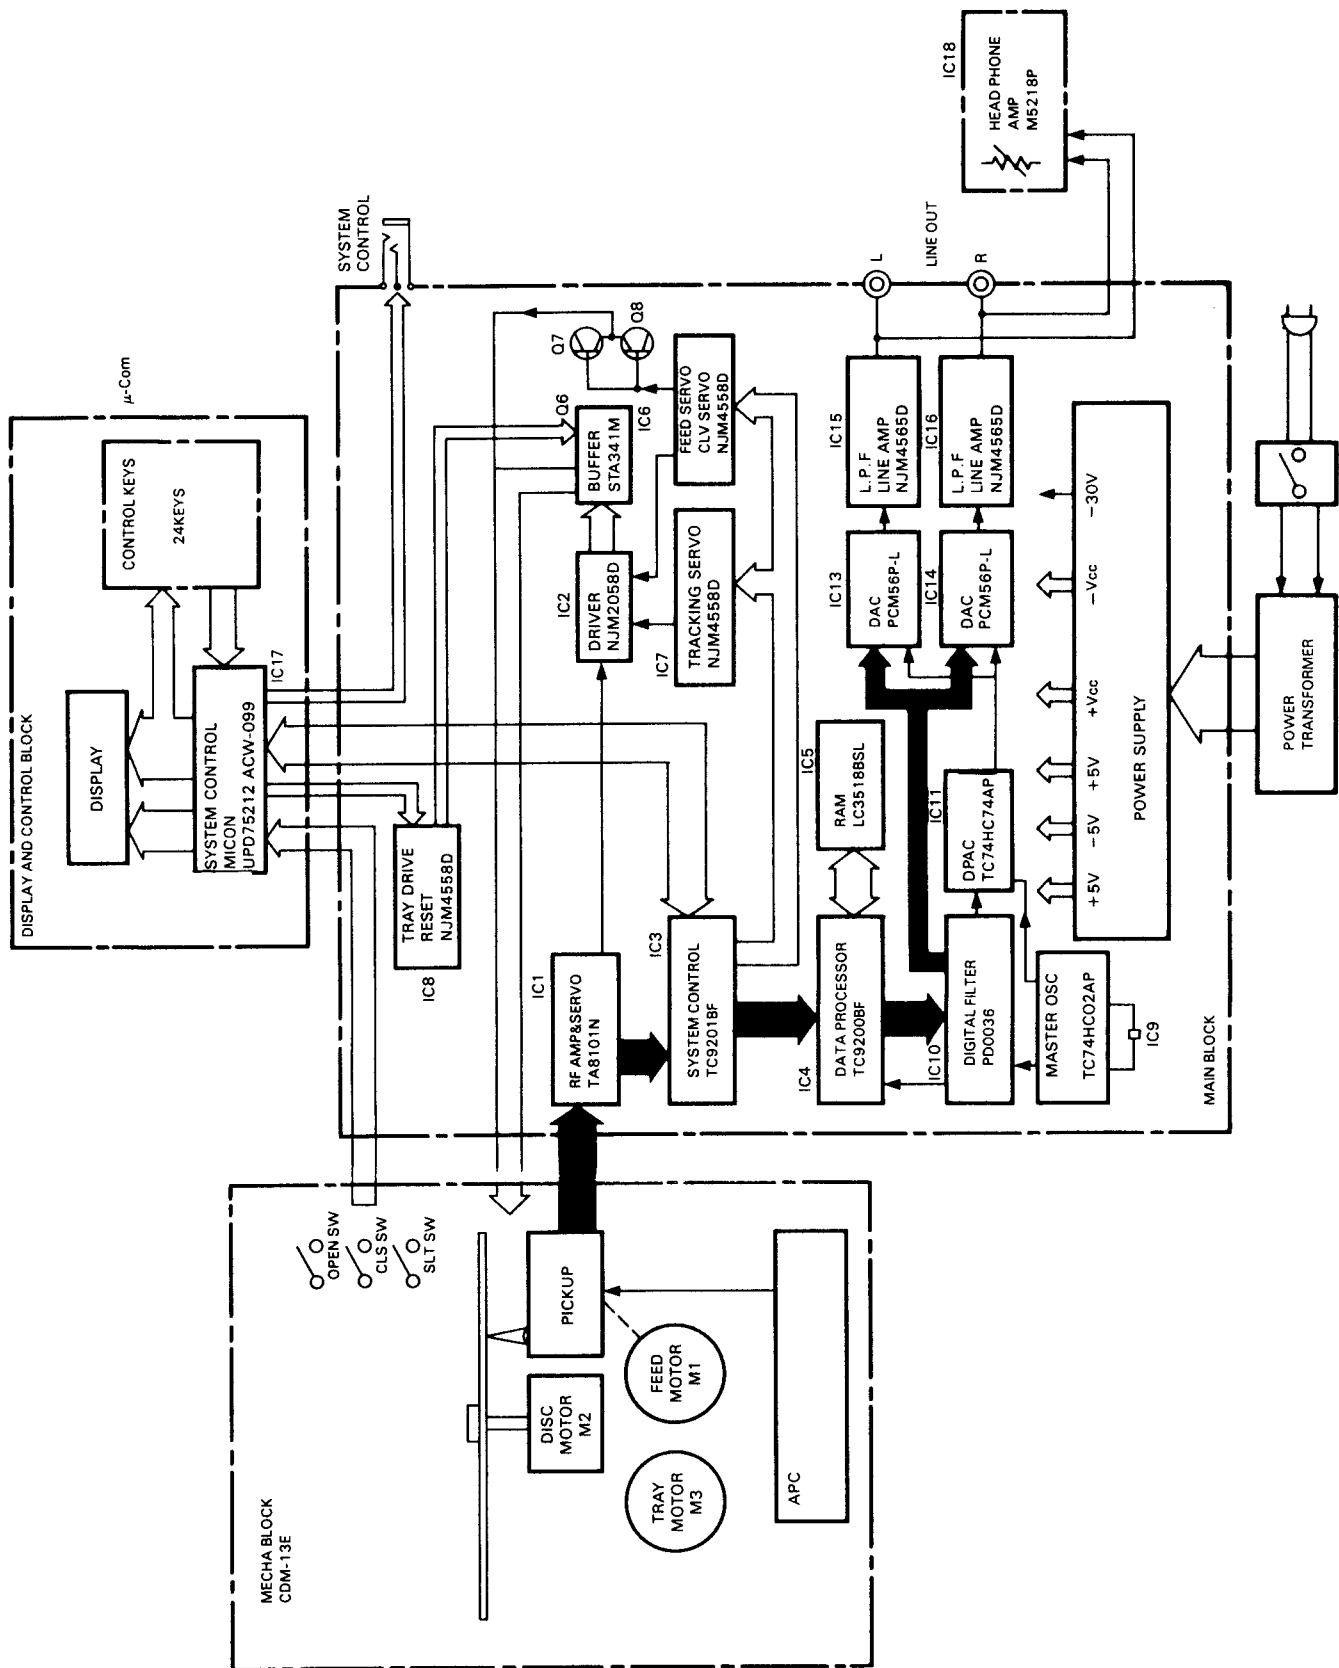 DISPLAY AND CONTROL BLOCK
μ-Com
DISPLAY
CONTROL KEYS
24KEYS
SYSTEM CONTROL
MICON
UPD75212 ACW-099
IC17
MECHA BLOCK
CDM-13E
OPEN SW
CLS SW
SLT SW
PICKUP
DISC
MOTOR
M2
FEED
MOTOR
M1
TRAY
MOTOR
M3
APC
SYSTEM
CONTROL
TRAY DRIVE
RESET
NJM4558D
IC8
Q7
Q8
Q6
BUFFER
STA341M
IC6
FEED SERVO
CLV SERVO
NJM4558D
IC2
DRIVER
NJM2058D
IC7
TRACKING SERVO
NJM4558D
IC1
RF AMP&SERVO
TA8101N
IC3
SYSTEM CONTROL
TC9201BF
IC4
DATA PROCESSOR
TC9200BF
IC5
RAM
LC3518BSL
IC10
DIGITAL FILTER
PD0036
IC11
DPAC
TC74HC74AP
MASTER OSC
TC74HCO2AP
IC9
IC13
DAC
PCM56P-L
IC14
DAC
PCM56P-L
IC15
L.P.F
LINE AMP
NJM4565D
IC16
L.P.F
LINE AMP
NJM4565D
L
LINE OUT
R
IC18
HEAD PHONE
AMP
M5218P
+5V
-5V
+5V
+Vcc
-Vcc
-30V
POWER SUPPLY
MAIN BLOCK
POWER
TRANSFORMER